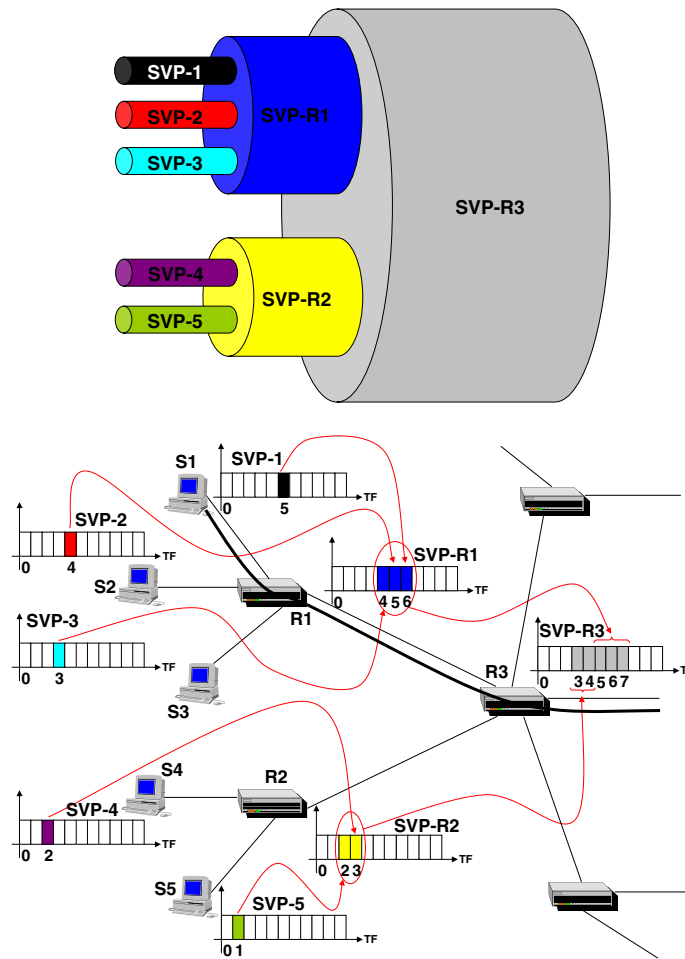 SVP-1
SVP-2
SVP-3
SVP-R1
SVP-R3
SVP-4
SVP-5
SVP-R2
S1
SVP-1
TF
0
5
SVP-2
TF
0
4
S2
SVP-R1
TF
0
4 5 6
R1
SVP-3
TF
0
3
S3
SVP-R3
TF
0
3 4 5 6 7
R3
S4
R2
SVP-4
TF
0
2
SVP-R2
TF
0
2 3
S5
SVP-5
TF
0 1